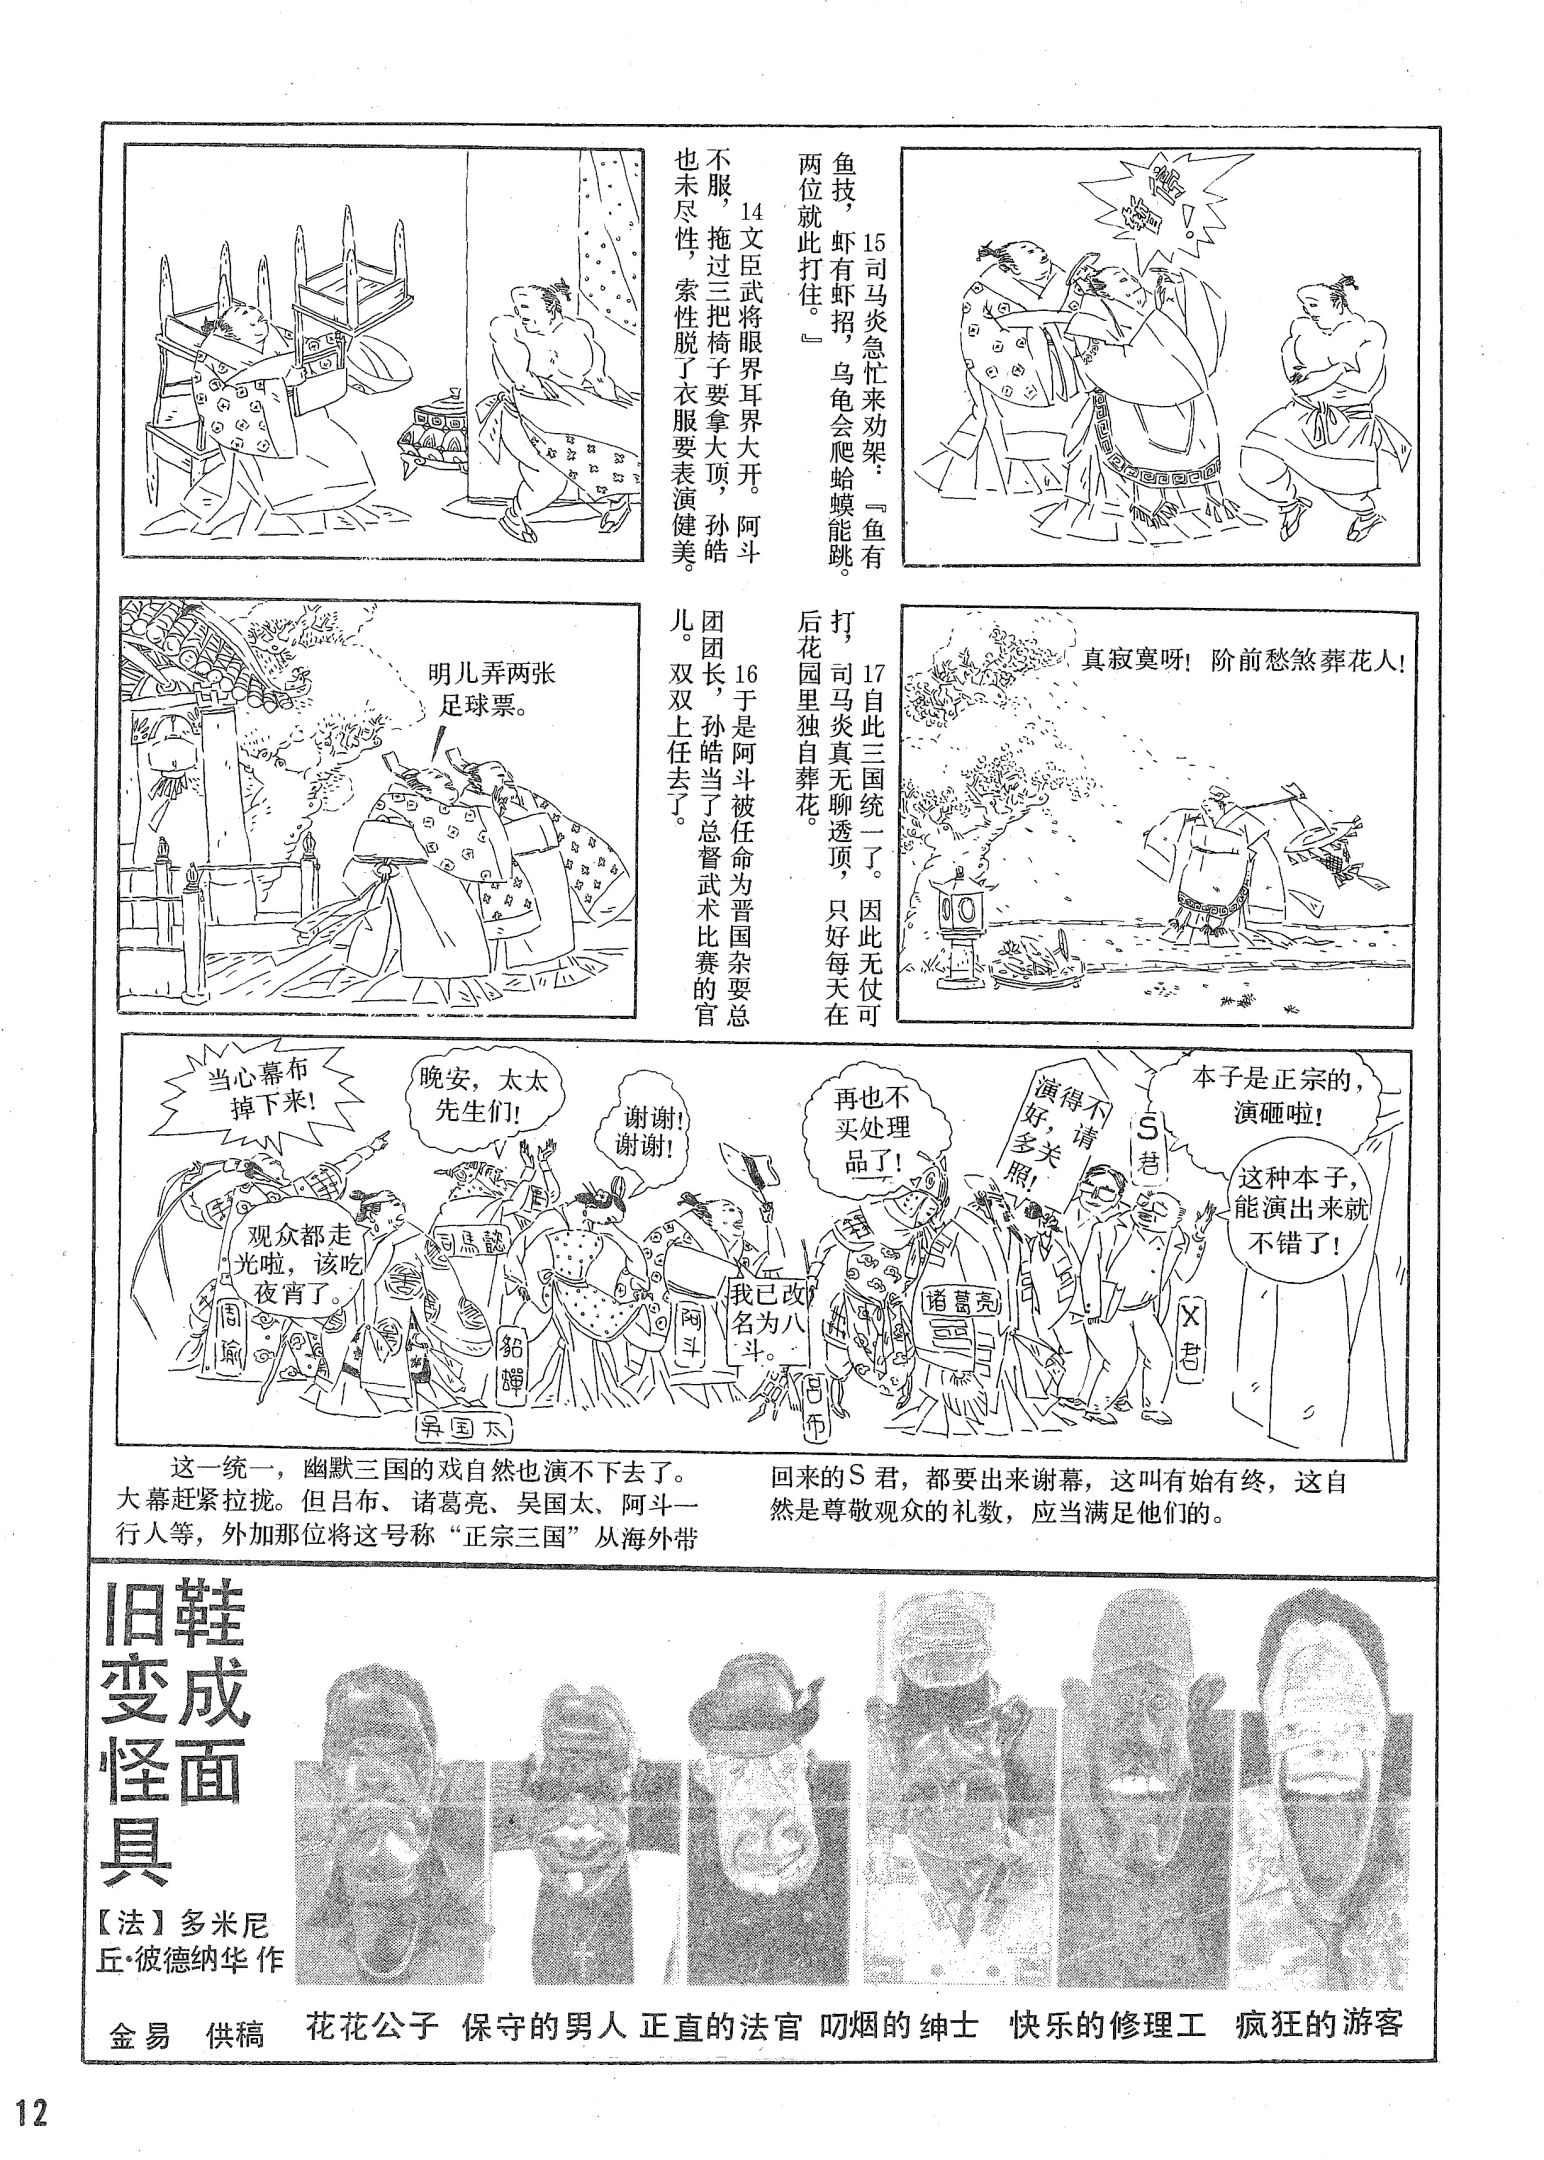 14文臣武将眼界耳界大开。阿斗
不服，拖过三把椅子要拿大顶，孙皓
也未尽性，索性脱了衣服要表演健美。
暂停！
15司马炎急忙来劝架：『鱼有
鱼技，虾有虾招，乌龟会爬蛤蟆能跳。
两位就此打住。』
明儿弄两张
足球票。
16于是阿斗被任命为晋国杂耍总
团团长，孙皓当了总督武术比赛的官
儿。双双上任去了。
真寂寞呀！阶前愁煞葬花人！
17自此三国统一了。因此无仗可
打，司马炎真无聊透顶，只好每天在
后花园里独自葬花。
当心幕布
掉下来！
晚安，太太
先生们！
谢谢！
谢谢！
再也不
买处理
品了！
演得不
好，请
多关
照！
S君
本子是正宗的，
演砸啦！
这种本子，
能演出来就
不错了！
观众都走
光啦，该吃
夜宵了。
周瑜
司馬懿
貂蟬
吴国太
阿斗
我已改
名为八
斗。
吕布
诸葛亮
X君
这一统一，幽默三国的戏自然也演不下去了。
大幕赶紧拉拢。但吕布、诸葛亮、吴国太、阿斗一
行人等，外加那位将这号称“正宗三国”从海外带
回来的S君，都要出来谢幕，这叫有始有终，这自
然是尊敬观众的礼数，应当满足他们的。
旧鞋
变成
怪面
具
【法】多米尼
丘·彼德纳华 作
金易 供稿
花花公子 保守的男人 正直的法官 叼烟的绅士 快乐的修理工 疯狂的游客
12